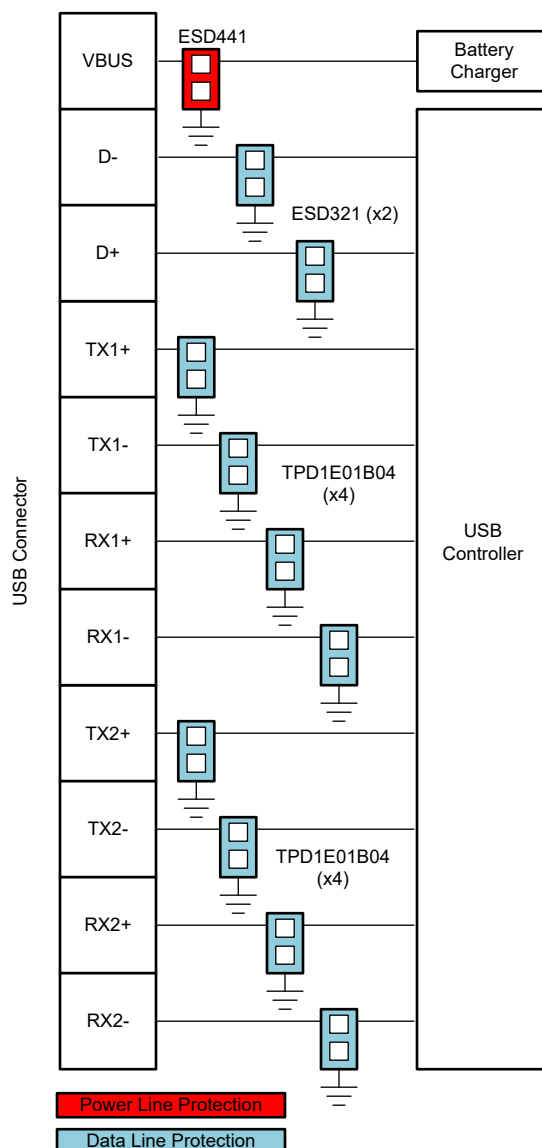 ESD441
VBUS
Battery
Charger
D-
ESD321 (x2)
D+
TX1+
TX1-
TPD1E01B04
(x4)
RX1+
USB Connector
USB
Controller
RX1-
TX2+
TX2-
TPD1E01B04
(x4)
RX2+
RX2-
Power Line Protection
Data Line Protection